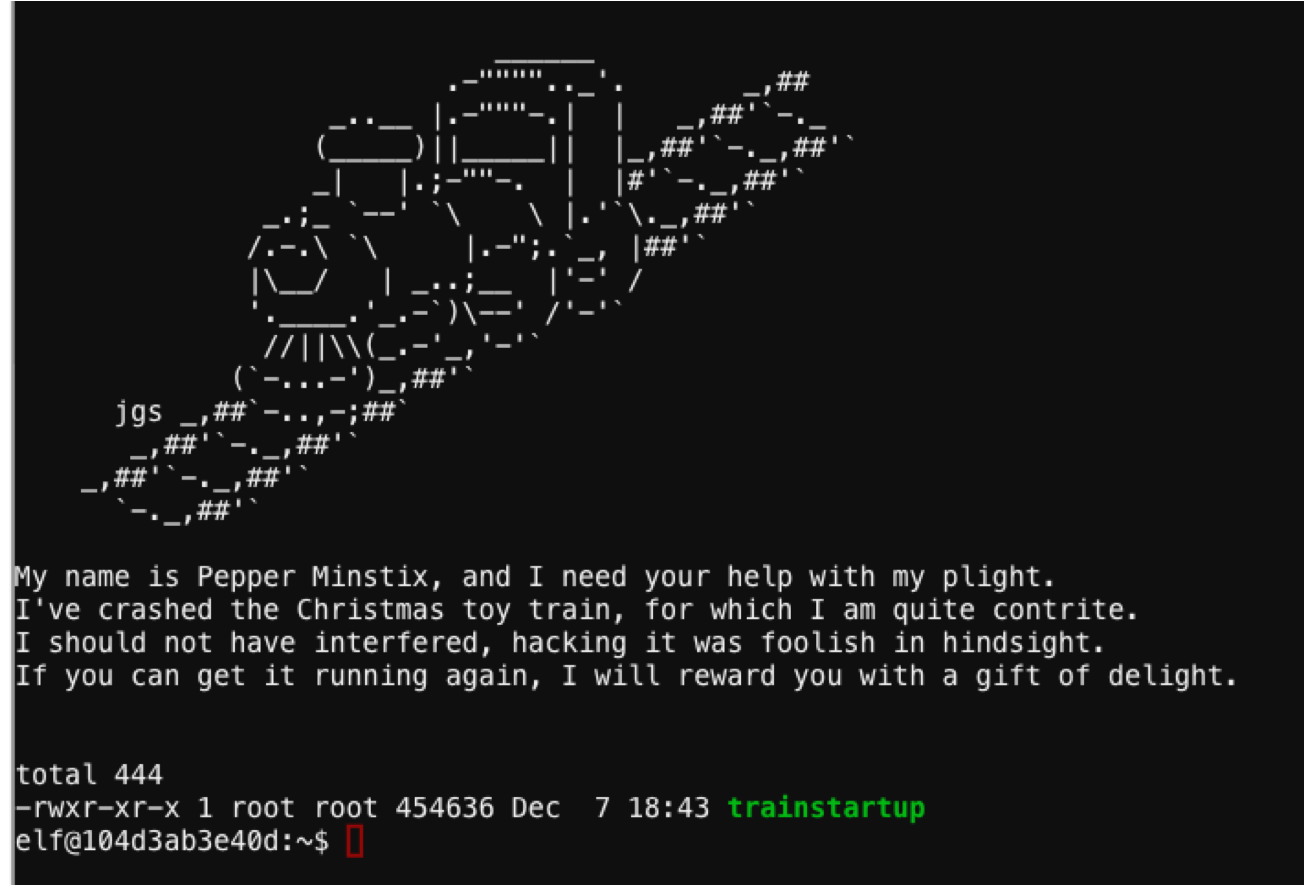 jgs
My name is Pepper Minstix, and I need your help with my plight.
I've crashed the Christmas toy train, for which I am quite contrite.
I should not have interfered, hacking it was foolish in hindsight.
If you can get it running again, I will reward you with a gift of delight.
total 444
-rwxr-xr-x 1 root root 454636 Dec  7 18:43 trainstartup
elf@104d3ab3e40d:~$